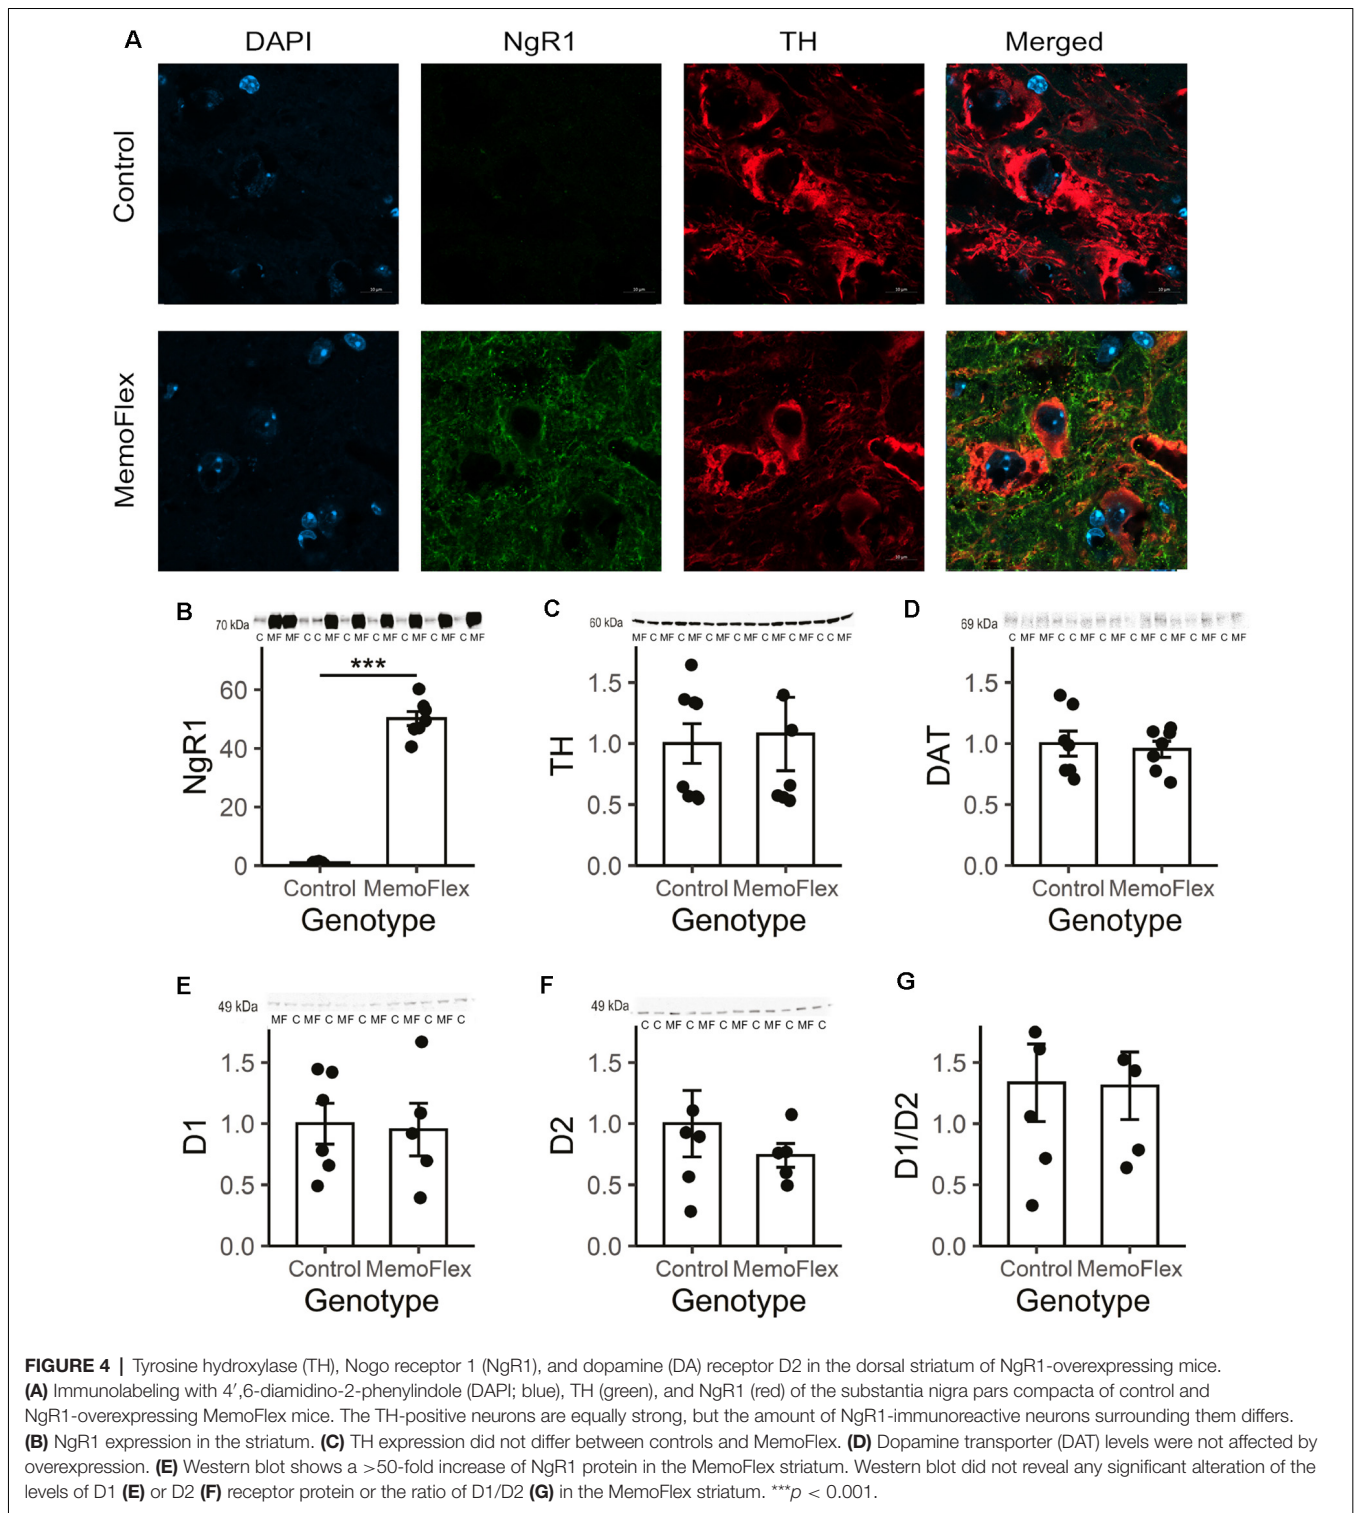 A
DAPI NgR1 TH Merged
Control
10 µm 10 µm 10 µm 10 µm
MemoFlex
10 µm
B
70 kDa
C MF MF C C MF C MF C MF C MF C MF C MF
***
NgR1
60
40
20
0
Control MemoFlex
Genotype
C
60 kDa
MF C MF C MF C MF C MF C MF C MF C C MF
TH
1.5
1.0
0.5
0.0
Control MemoFlex
Genotype
D
69 kDa
C MF MF C C MF C MF C MF C MF C MF C MF
DAT
1.5
1.0
0.5
0.0
Control MemoFlex
Genotype
E
49 kDa
MF C MF C MF C MF C MF C MF C
D1
1.5
1.0
0.5
0.0
Control MemoFlex
Genotype
F
49 kDa
C C MF C MF C MF C MF C MF C
D2
1.5
1.0
0.5
0.0
Control MemoFlex
Genotype
G
D1/D2
1.5
1.0
0.5
0.0
Control MemoFlex
Genotype
FIGURE 4 | Tyrosine hydroxylase (TH), Nogo receptor 1 (NgR1), and dopamine (DA) receptor D2 in the dorsal striatum of NgR1-overexpressing mice.
(A) Immunolabeling with 4′,6-diamidino-2-phenylindole (DAPI; blue), TH (green), and NgR1 (red) of the substantia nigra pars compacta of control and
NgR1-overexpressing MemoFlex mice. The TH-positive neurons are equally strong, but the amount of NgR1-immunoreactive neurons surrounding them differs.
(B) NgR1 expression in the striatum. (C) TH expression did not differ between controls and MemoFlex. (D) Dopamine transporter (DAT) levels were not affected by
overexpression. (E) Western blot shows a >50-fold increase of NgR1 protein in the MemoFlex striatum. Western blot did not reveal any significant alteration of the
levels of D1 (E) or D2 (F) receptor protein or the ratio of D1/D2 (G) in the MemoFlex striatum. ***p < 0.001.